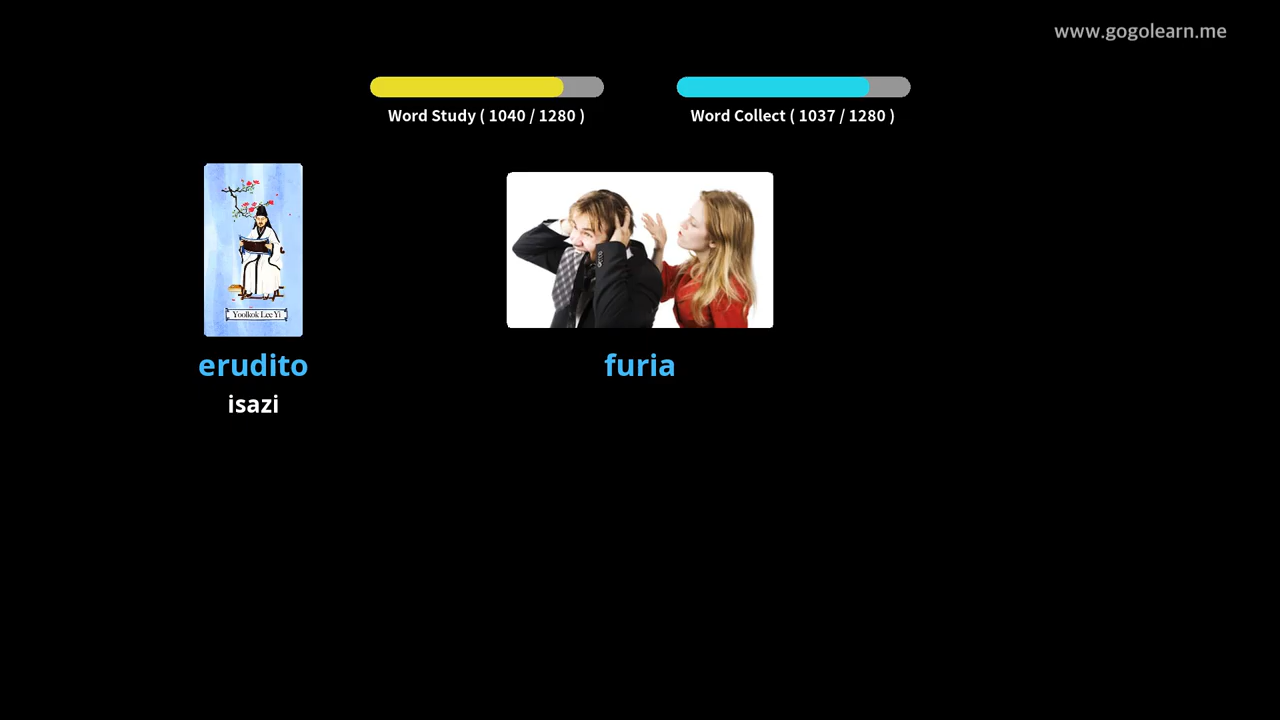 www.gogolearn.me
Word Study ( 1040 / 1280 )
Word Collect ( 1037 / 1280 )
Yoolkok Lee Yi
erudito
furia
isazi